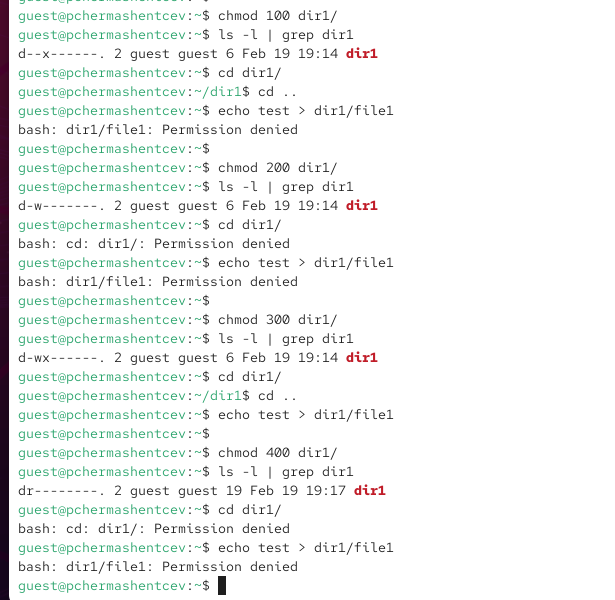 guest@pchermashentcev:~$ chmod 100 dir1/
guest@pchermashentcev:~$ ls -l | grep dir1
d--x------. 2 guest guest 6 Feb 19 19:14 dir1
guest@pchermashentcev:~$ cd dir1/
guest@pchermashentcev:~/dir1$ cd ..
guest@pchermashentcev:~$ echo test > dir1/file1
bash: dir1/file1: Permission denied
guest@pchermashentcev:~$
guest@pchermashentcev:~$ chmod 200 dir1/
guest@pchermashentcev:~$ ls -l | grep dir1
d-w-------. 2 guest guest 6 Feb 19 19:14 dir1
guest@pchermashentcev:~$ cd dir1/
bash: cd: dir1/: Permission denied
guest@pchermashentcev:~$ echo test > dir1/file1
bash: dir1/file1: Permission denied
guest@pchermashentcev:~$
guest@pchermashentcev:~$ chmod 300 dir1/
guest@pchermashentcev:~$ ls -l | grep dir1
d-wx------. 2 guest guest 6 Feb 19 19:14 dir1
guest@pchermashentcev:~$ cd dir1/
guest@pchermashentcev:~/dir1$ cd ..
guest@pchermashentcev:~$ echo test > dir1/file1
guest@pchermashentcev:~$
guest@pchermashentcev:~$ chmod 400 dir1/
guest@pchermashentcev:~$ ls -l | grep dir1
dr--------. 2 guest guest 19 Feb 19 19:17 dir1
guest@pchermashentcev:~$ cd dir1/
bash: cd: dir1/: Permission denied
guest@pchermashentcev:~$ echo test > dir1/file1
bash: dir1/file1: Permission denied
guest@pchermashentcev:~$